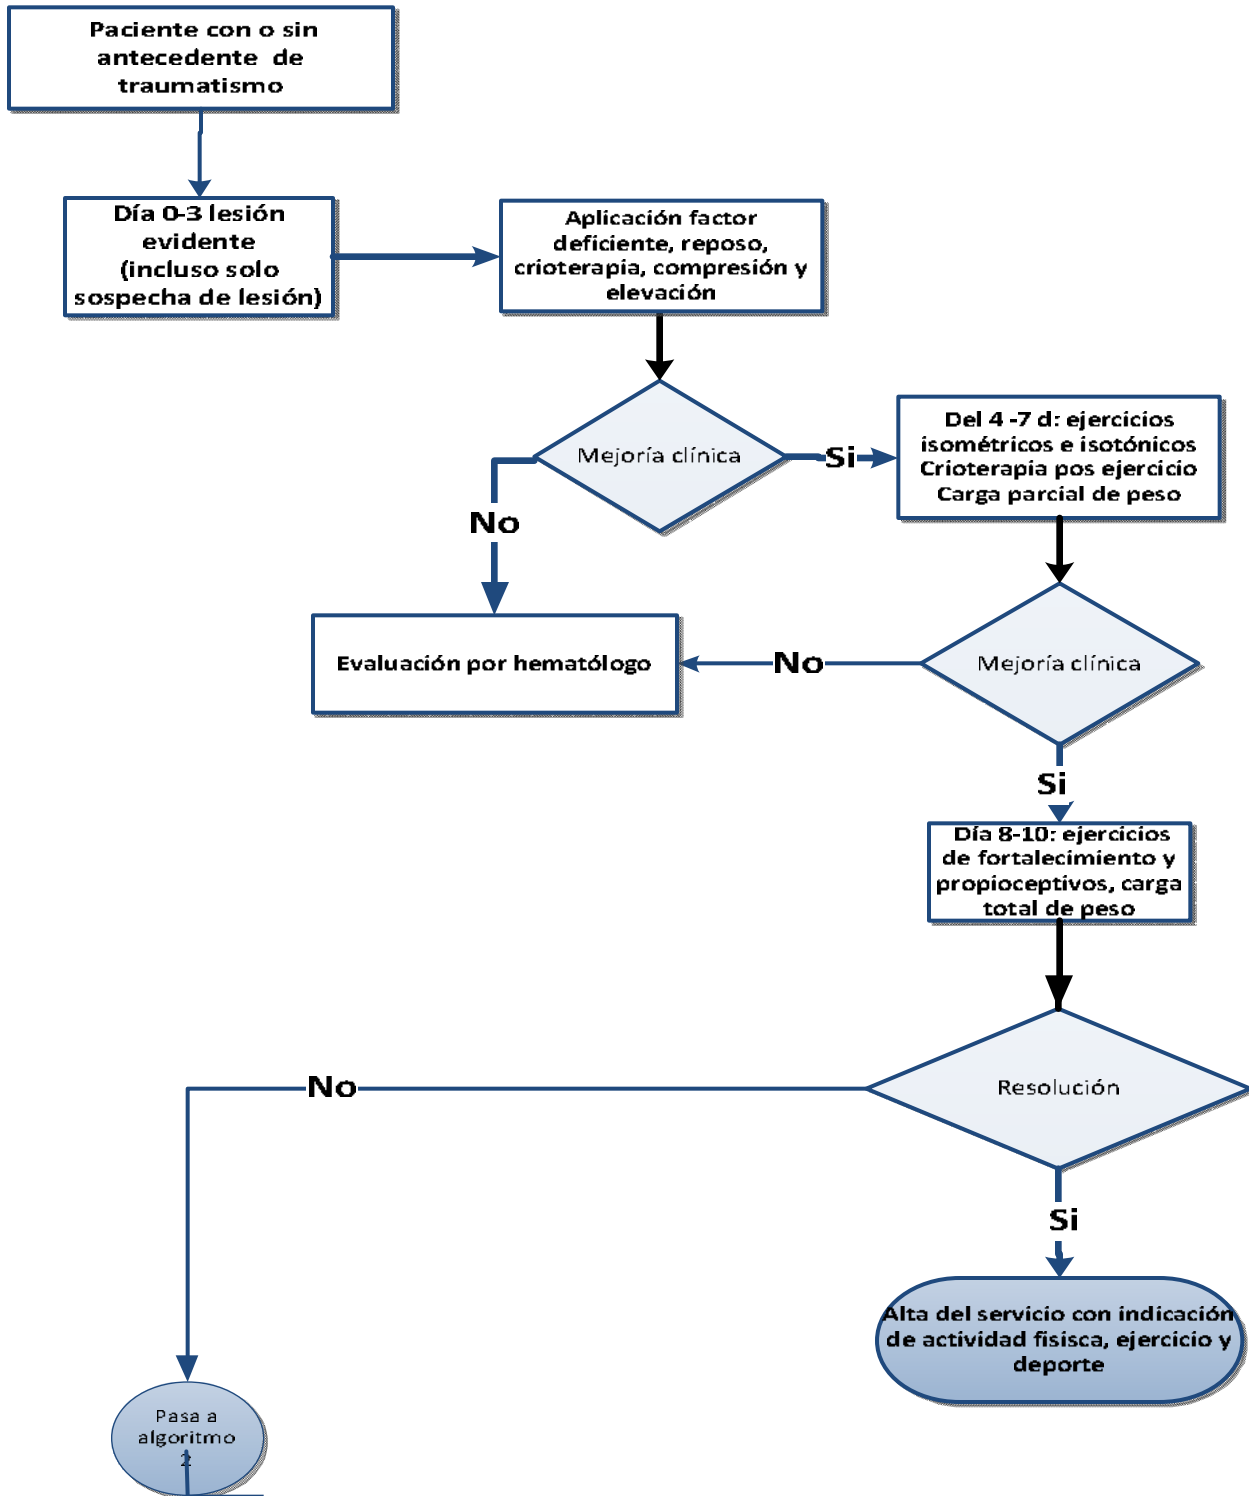 Paciente con o sin
antecedente de
traumatismo
Día 0-3 lesión
evidente
(incluso solo
sospecha de lesión)
Aplicación factor
deficiente, reposo,
crioterapia, compresión y
elevación
Mejoría clínica
Si
No
Del 4 -7 d: ejercicios
isométricos e isotónicos
Crioterapia pos ejercicio
Carga parcial de peso
Evaluación por hematólogo
No
Mejoría clínica
Si
Día 8-10: ejercicios
de fortalecimiento y
propioceptivos, carga
total de peso
Resolución
No
Si
Alta del servicio con indicación
de actividad fisisca, ejercicio y
deporte
Pasa a
algoritmo
2